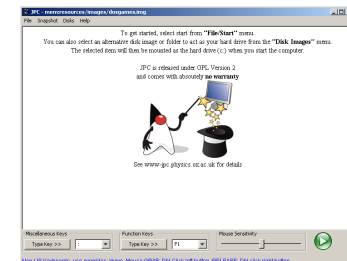 JPC - mem:resources/images/dosgames.img
File Snapshot Disks Help
To get started, select start from "File/Start" menu.
You can also select an alternative disk image or folder to act as your hard drive from the "Disk Images" menu.
The selected item will then be mounted as the hard drive (c:) when you start the computer.
JPC is released under GPL Version 2
and comes with absoutely no warranty
See www-jpc.physics.ox.ac.uk for details
Miscellaneous Keys Function Keys Mouse Sensitivity
Type Key >> : Type Key >> F1